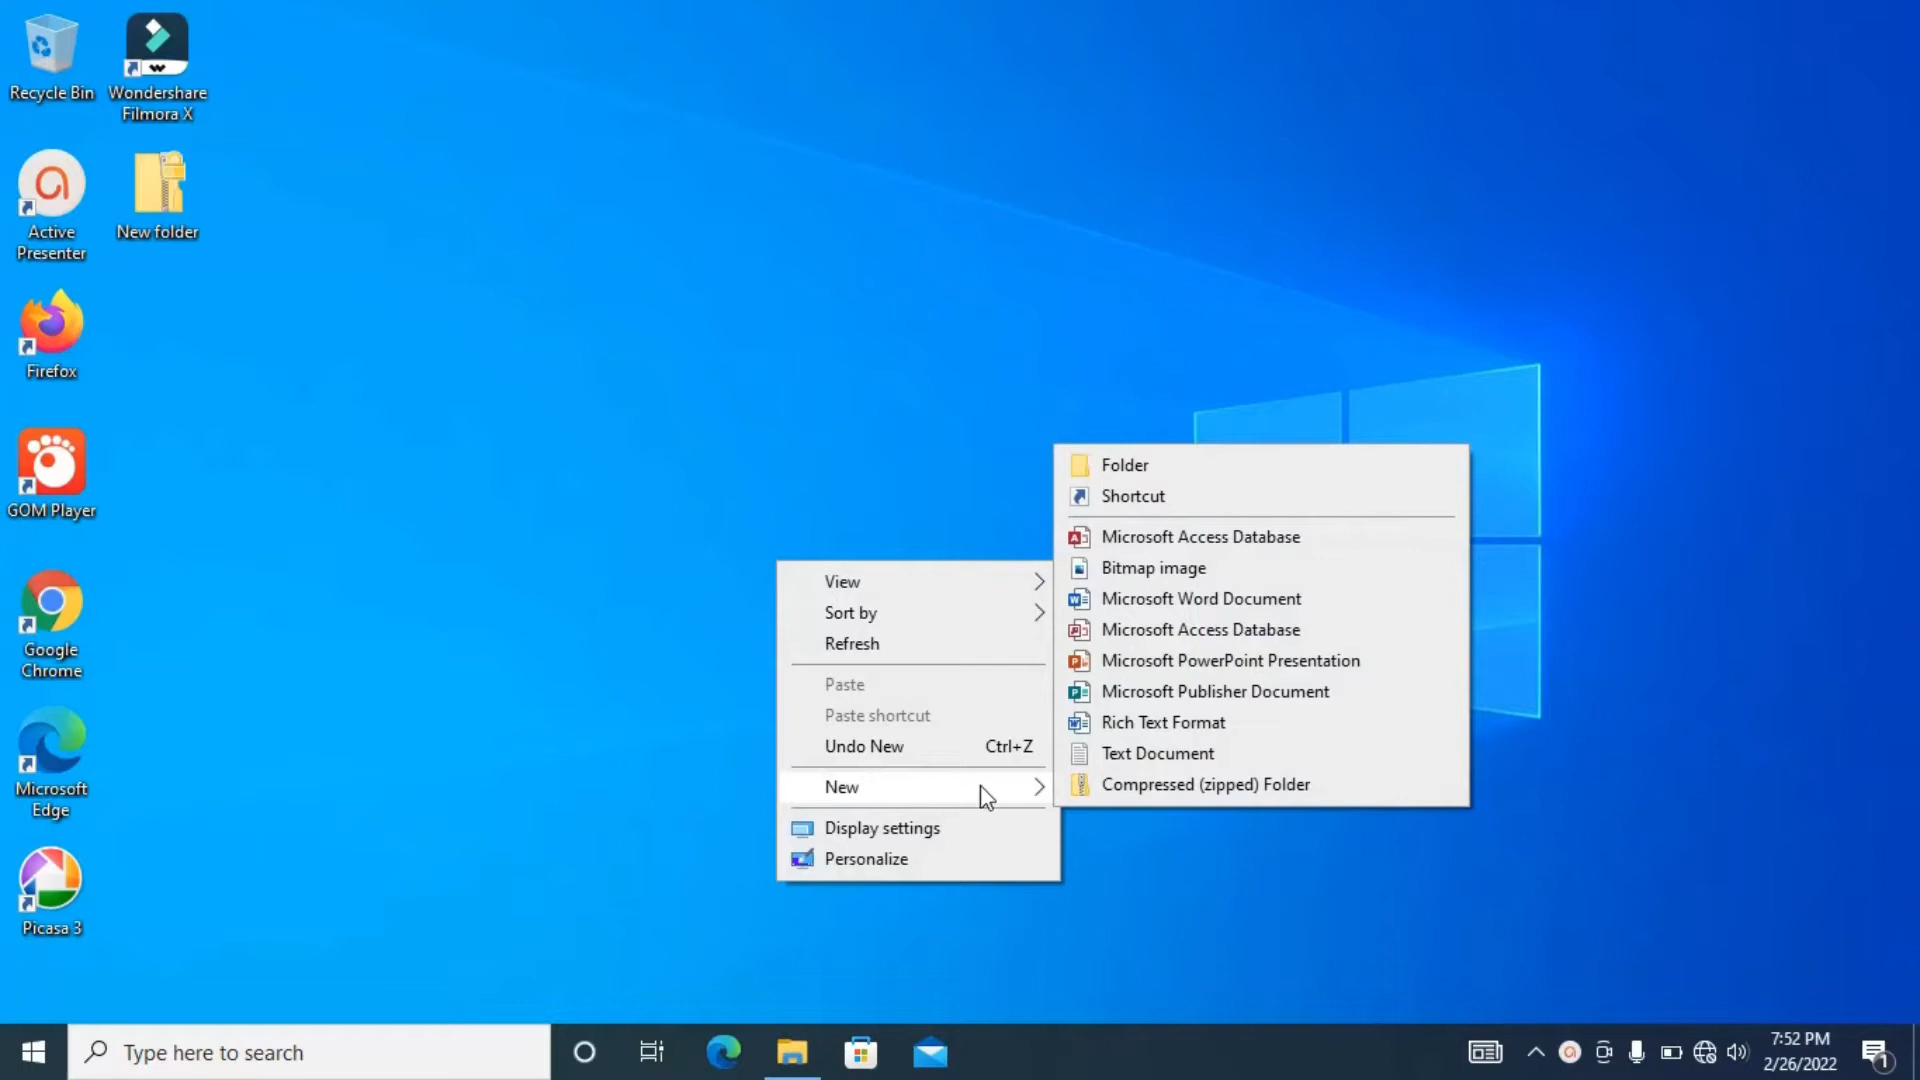 Recycle Bin
Wondershare
Filmora X
Active
Presenter
New folder
Firefox
GOM Player
Google
Chrome
Microsoft
Edge
Picasa 3
View
Sort by
Refresh
Paste
Paste shortcut
Undo New Ctrl+Z
New
Display settings
Personalize
Folder
Shortcut
Microsoft Access Database
Bitmap image
Microsoft Word Document
Microsoft Access Database
Microsoft PowerPoint Presentation
Microsoft Publisher Document
Rich Text Format
Text Document
Compressed (zipped) Folder
Type here to search
7:52 PM
2/26/2022
1